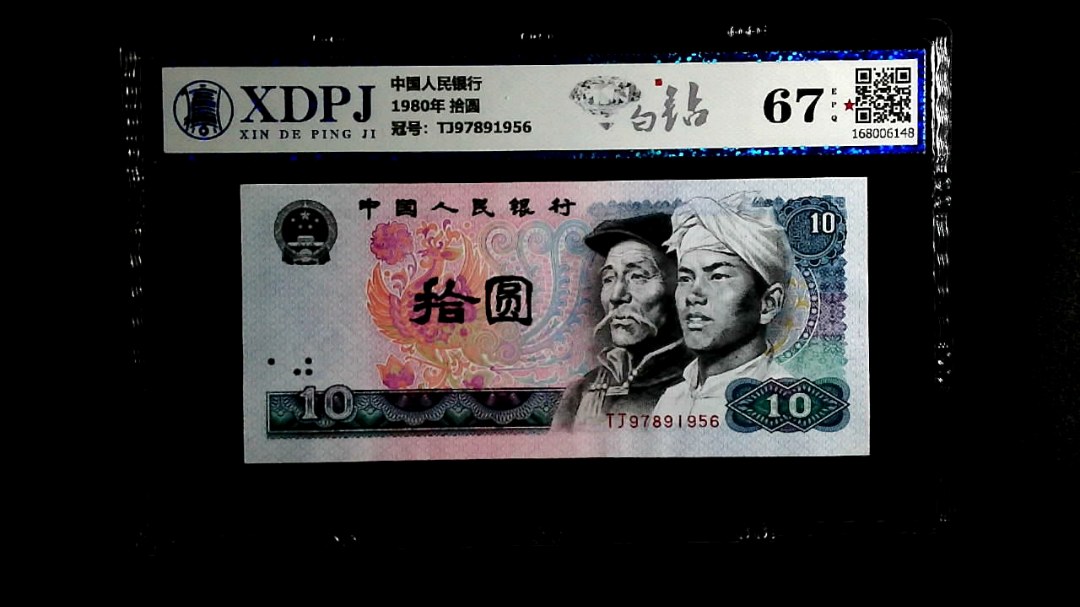 XDPJ
XIN DE PING JI
中国人民银行
1980年 拾圆
冠号：TJ97891956
白钻
67
EPQ
168006148
中国人民银行
10
拾圆
10
TJ97891956
10